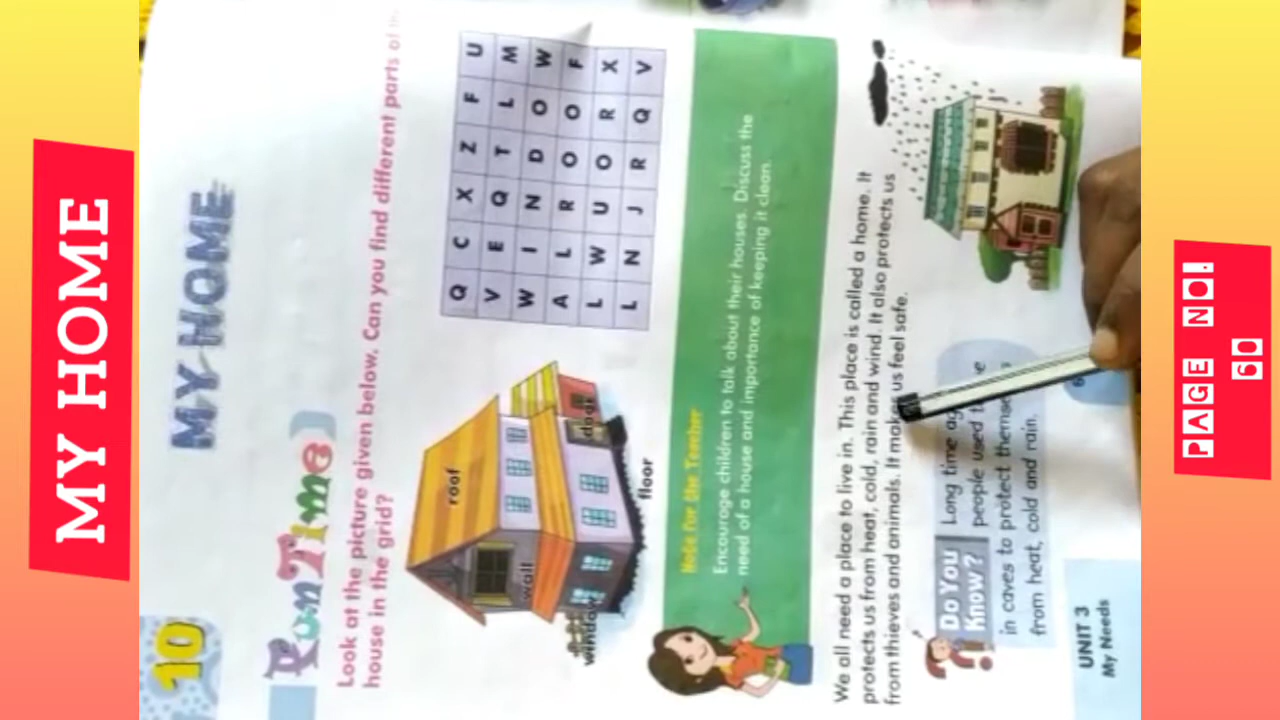 MY HOME
10
MY HOME
Fun Time
Look at the picture given below. Can you find different parts of
house in the grid?
roof
wall
window
door
floor
Q C X Z F U
V E Q T L M
W I N D O W
A L R O O F
L W U O R X
L N J R Q V
Note for the Teacher
Encourage children to talk about their houses. Discuss the
need of a house and importance of keeping it clean.
We all need a place to live in. This place is called a home. It
protects us from heat, cold, rain and wind. It also protects us
from thieves and animals. It makes us feel safe.
Do You
Know?
Long time
people used
in caves to protect
from heat, cold and rain.
UNIT 3
My Needs
PAGE NO!.
60